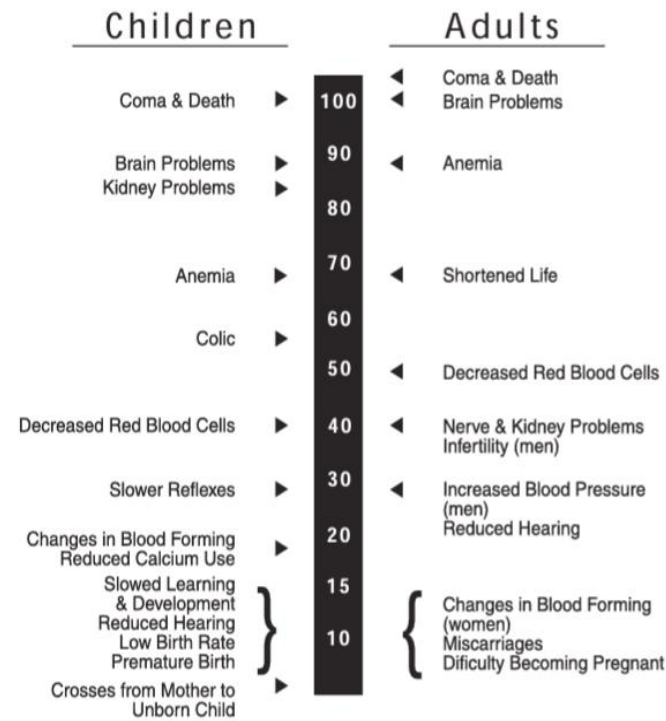 Children
Adults
Coma & Death
Coma & Death
100
Brain Problems
90
Brain Problems
Anemia
Kidney Problems
80
70
Anemia
Shortened Life
60
Colic
50
Decreased Red Blood Cells
Decreased Red Blood Cells
40
Nerve & Kidney Problems
Infertility (men)
30
Slower Reflexes
Increased Blood Pressure
(men)
Reduced Hearing
20
Changes in Blood Forming
Reduced Calcium Use
15
Slowed Learning
& Development
Reduced Hearing
Low Birth Rate
Premature Birth
10
Changes in Blood Forming
(women)
Miscarriages
Dificulty Becoming Pregnant
Crosses from Mother to
Unborn Child